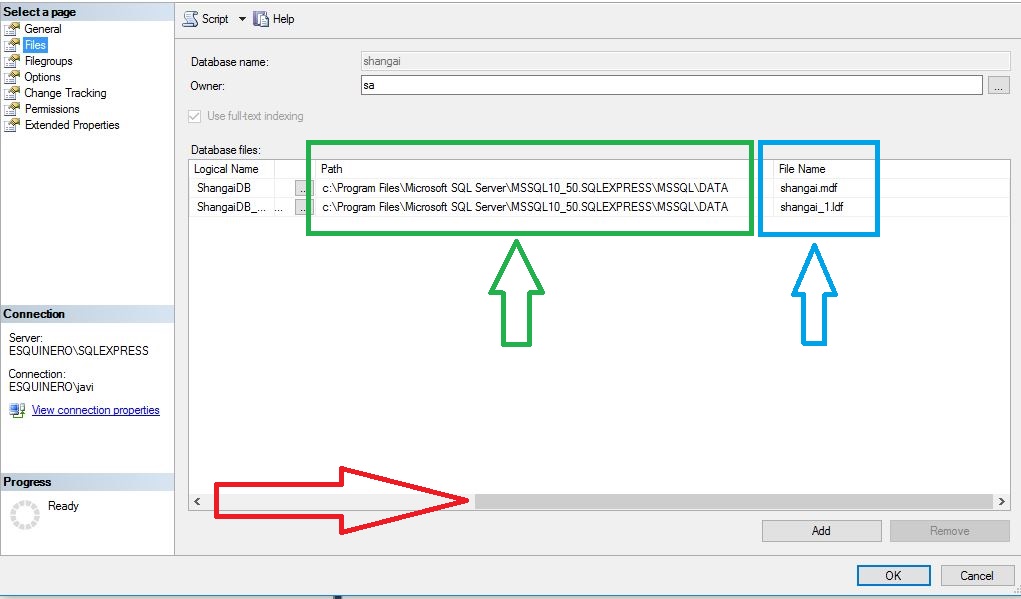 Select a page
General
Files
Filegroups
Options
Change Tracking
Permissions
Extended Properties
Connection
Server:
ESQUINERO\SQLEXPRESS
Connection:
ESQUINERO\javi
View connection properties
Progress
Ready
Script Help
Database name: shangai
Owner: sa ...
Use full-text indexing
Database files:
Logical Name Path File Name
ShangaiDB ... c:\Program Files\Microsoft SQL Server\MSSQL10_50.SQLEXPRESS\MSSQL\DATA shangai.mdf
ShangaiDB_... ... ... c:\Program Files\Microsoft SQL Server\MSSQL10_50.SQLEXPRESS\MSSQL\DATA shangai_1.ldf
Add Remove
OK Cancel